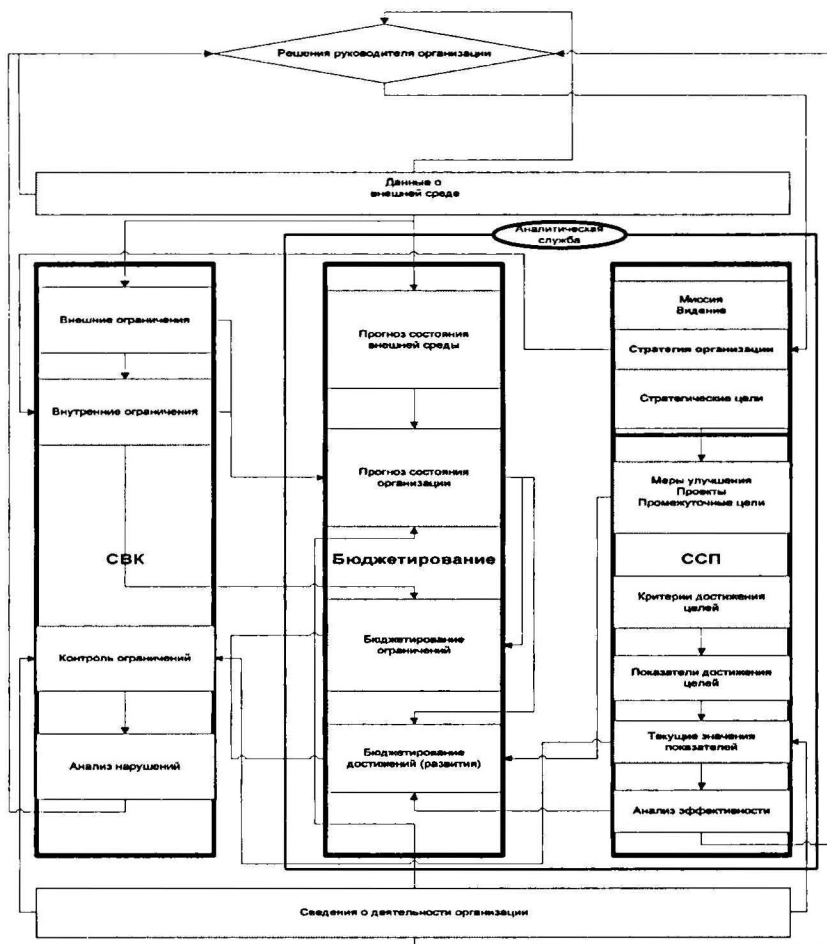 Решения руководителя организации
Данные о
внешней среде
Аналитическая
служба
Внешние ограничения
Внутренние ограничения
СВК
Контроль ограничений
Анализ нарушений
Прогноз состояния
внешней среды
Прогноз состояния
организации
Бюджетирование
Бюджетирование
ограничений
Бюджетирование
достижений (развития)
Миссия
Видение
Стратегия организации
Стратегические цели
Меры улучшения
Проекты
Промежуточные цели
ССП
Критерии достижения
целей
Показатели достижения
целей
Текущие значения
показателей
Анализ эффективности
Сведения о деятельности организации